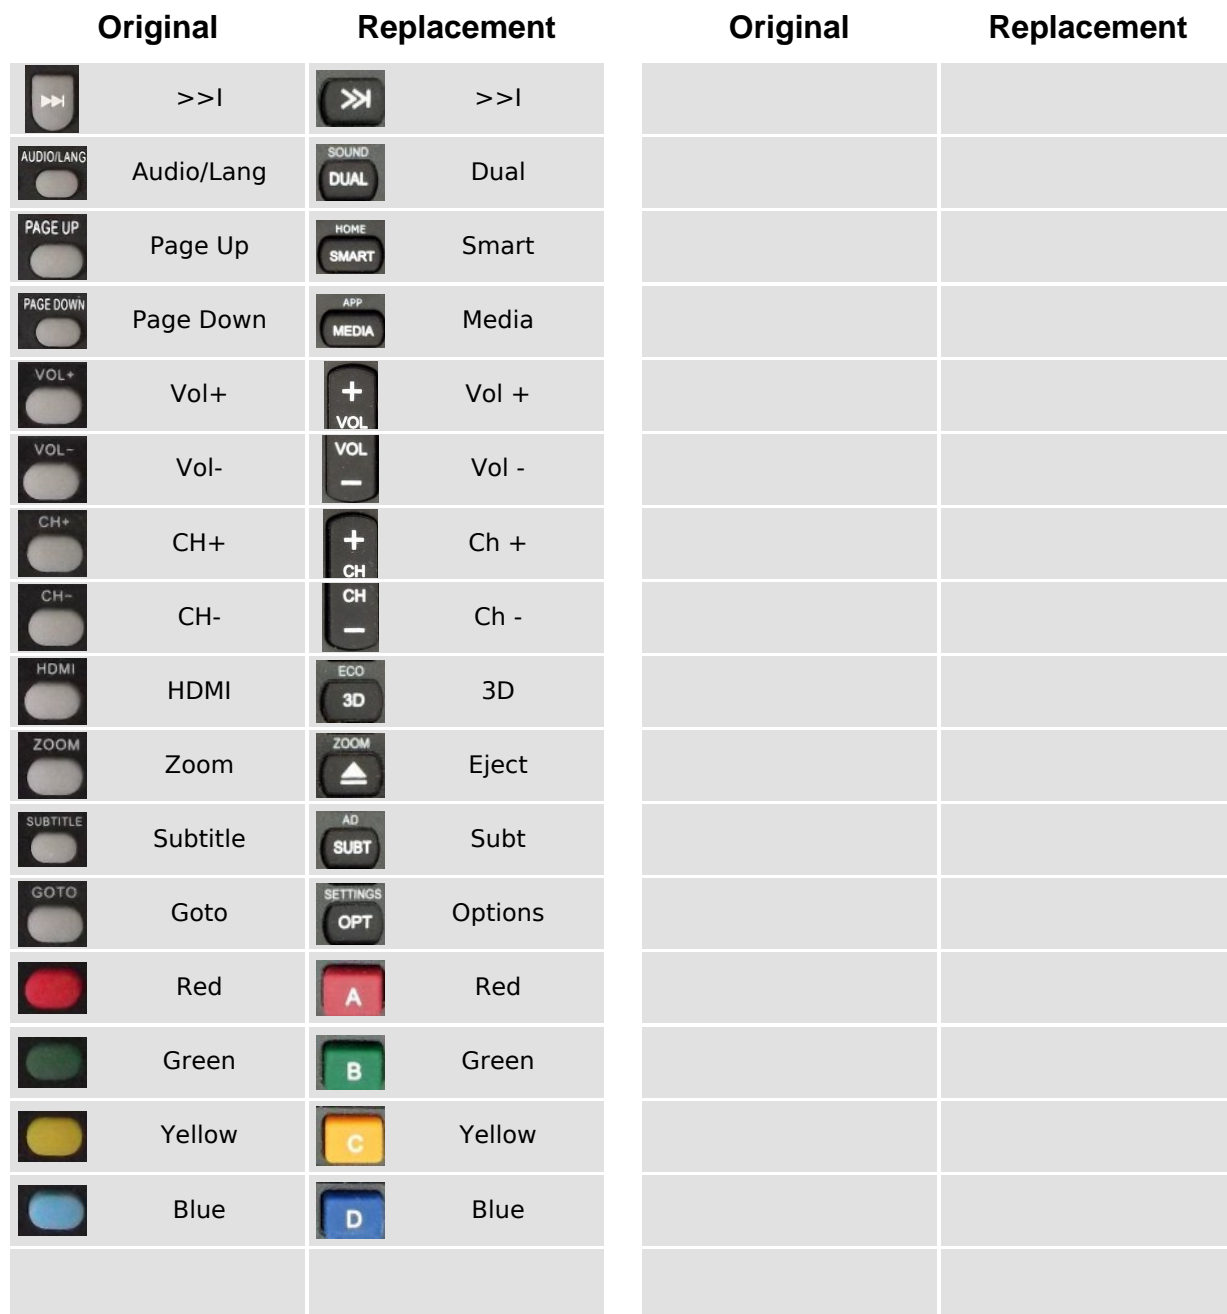 Original Replacement Original Replacement
>>I >>I
AUDIO/LANG Audio/Lang SOUND DUAL Dual
PAGE UP Page Up HOME SMART Smart
PAGE DOWN Page Down APP MEDIA Media
VOL+ Vol+ + VOL Vol +
VOL- Vol- VOL - Vol -
CH+ CH+ + CH Ch +
CH- CH- CH - Ch -
HDMI HDMI ECO 3D 3D
ZOOM Zoom ZOOM Eject
SUBTITLE Subtitle AD SUBT Subt
GOTO Goto SETTINGS OPT Options
Red A Red
Green B Green
Yellow C Yellow
Blue D Blue